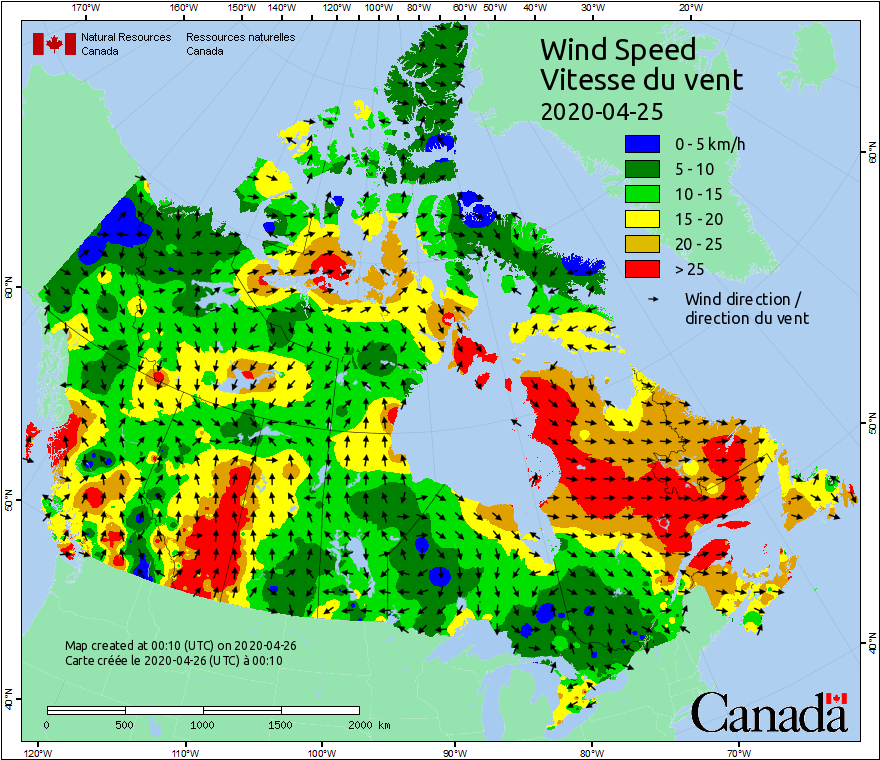 170°W 160°W 150°W 140°W 120°W 100°W 80°W 60°W 50°W 40°W 30°W 20°W
Natural Resources Ressources naturelles
Canada Canada
Wind Speed
Vitesse du vent
2020-04-25
0 - 5 km/h
5 - 10
10 - 15
15 - 20
20 - 25
> 25
Wind direction /
direction du vent
60°N
50°N
40°N
60°N
50°N
40°N
Map created at 00:10 (UTC) on 2020-04-26
Carte créée le 2020-04-26 (UTC) à 00:10
0 500 1000 1500 2000 km
Canada
120°W 110°W 100°W 90°W 80°W 70°W